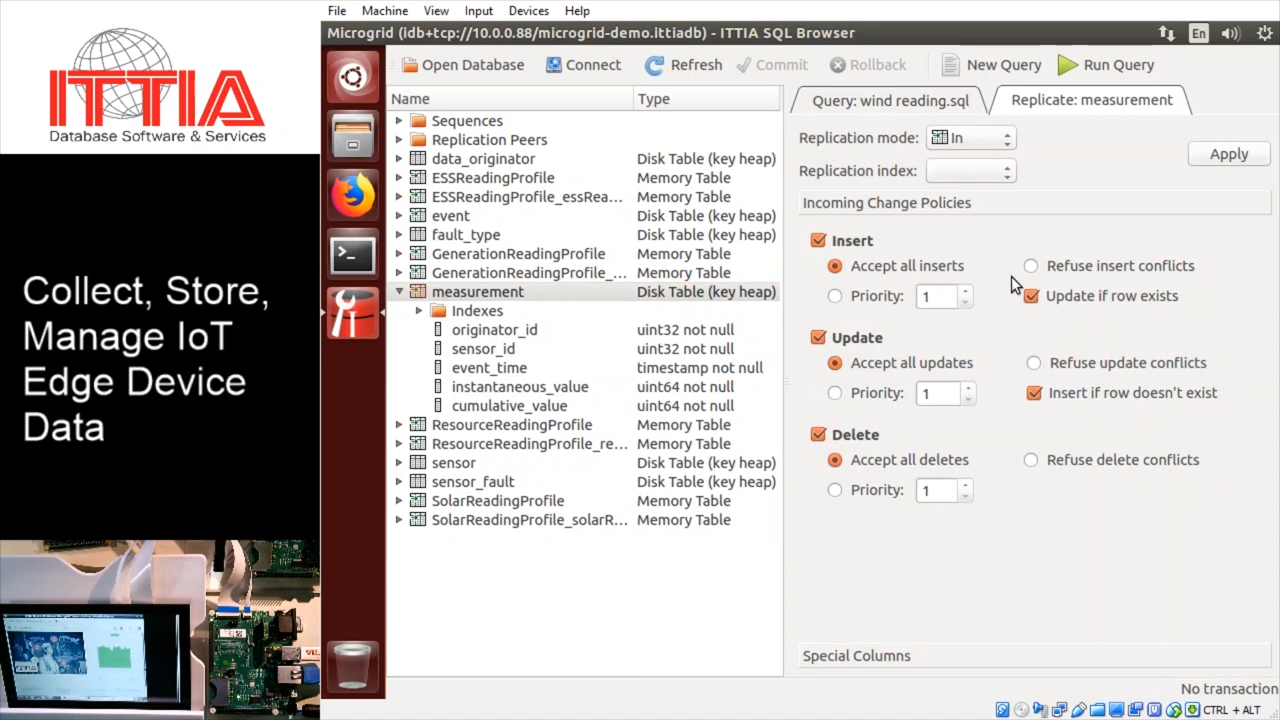 ITTIA
Database Software & Services
Collect, Store,
Manage IoT
Edge Device
Data
File Machine View Input Devices Help
Microgrid (idb+tcp://10.0.0.88/microgrid-demo.ittiadb) - ITTIA SQL Browser
En
Open Database Connect Refresh Commit Rollback New Query Run Query
Name Type
Sequences
Replication Peers
data_originator Disk Table (key heap)
ESSReadingProfile Memory Table
ESSReadingProfile_essRea... Memory Table
event Disk Table (key heap)
fault_type Disk Table (key heap)
GenerationReadingProfile Memory Table
GenerationReadingProfile_... Memory Table
measurement Disk Table (key heap)
Indexes
originator_id uint32 not null
sensor_id uint32 not null
event_time timestamp not null
instantaneous_value uint64 not null
cumulative_value uint64 not null
ResourceReadingProfile Memory Table
ResourceReadingProfile_re... Memory Table
sensor Disk Table (key heap)
sensor_fault Disk Table (key heap)
SolarReadingProfile Memory Table
SolarReadingProfile_solarR... Memory Table
Query: wind reading.sql Replicate: measurement
Replication mode: In
Apply
Replication index:
Incoming Change Policies
Insert
Accept all inserts Refuse insert conflicts
Priority: 1 Update if row exists
Update
Accept all updates Refuse update conflicts
Priority: 1 Insert if row doesn't exist
Delete
Accept all deletes Refuse delete conflicts
Priority: 1
Special Columns
No transaction
CTRL + ALT
ITTIA